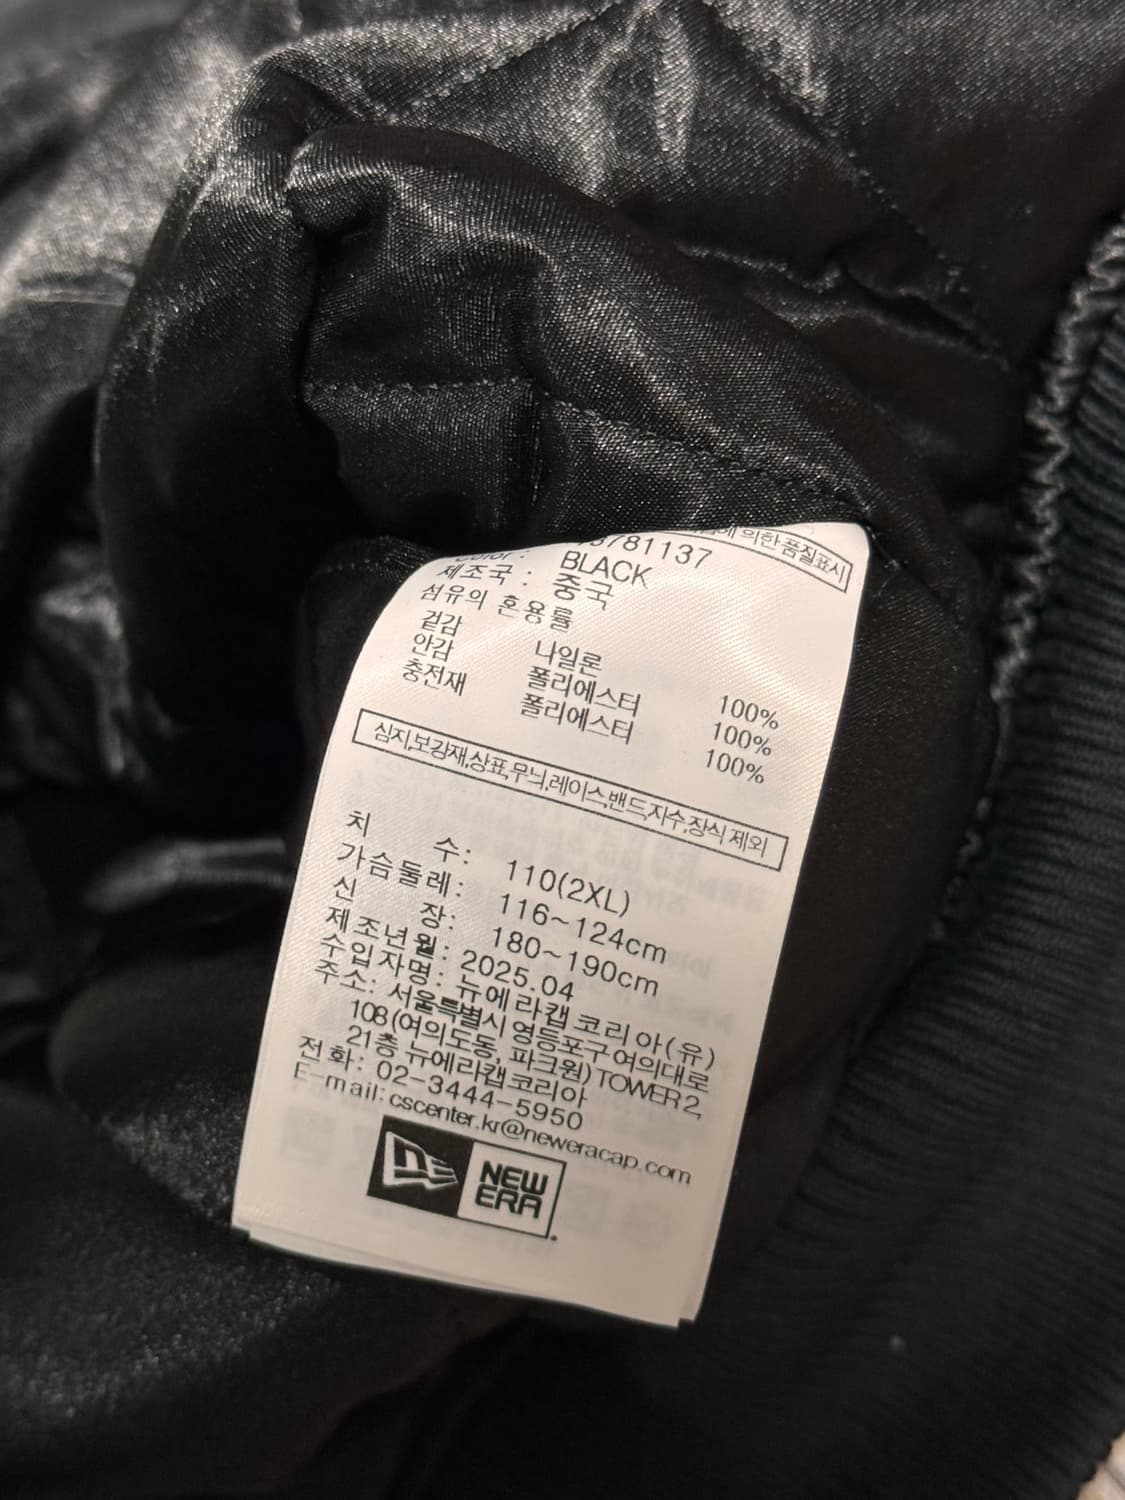 의한 품질표시
781137
Color : BLACK
제조국 : 중국
섬유의 혼용률
겉감 나일론 100%
안감 폴리에스터 100%
충전재 폴리에스터 100%
심지,보강재,상표,무늬,레이스,밴드,자수,장식 제외
치 수: 110(2XL)
가슴둘레: 116~124cm
신 장: 180~190cm
제조년월: 2025.04
수입자명: 뉴에라캡코리아(유)
주소: 서울특별시 영등포구 여의대로
108(여의도동, 파크원) TOWER 2,
21층 뉴에라캡코리아
전화: 02-3444-5950
E-mail: cscenter.kr@neweracap.com
NEW
ERA